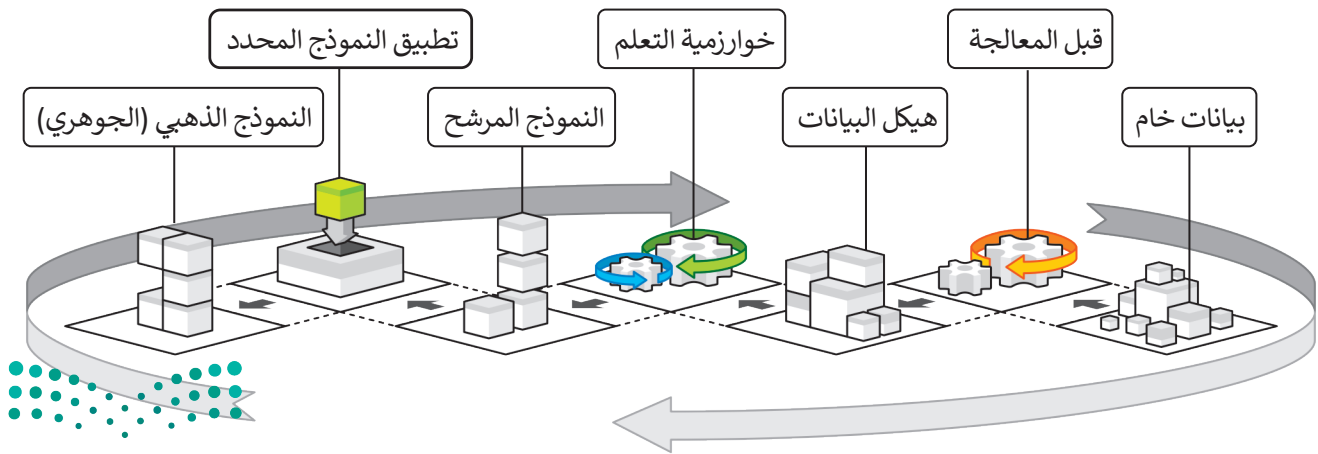 بيانات خام
قبل المعالجة
هيكل البيانات
خوارزمية التعلم
النموذج المرشح
تطبيق النموذج المحدد
النموذج الذهبي (الجوهري)